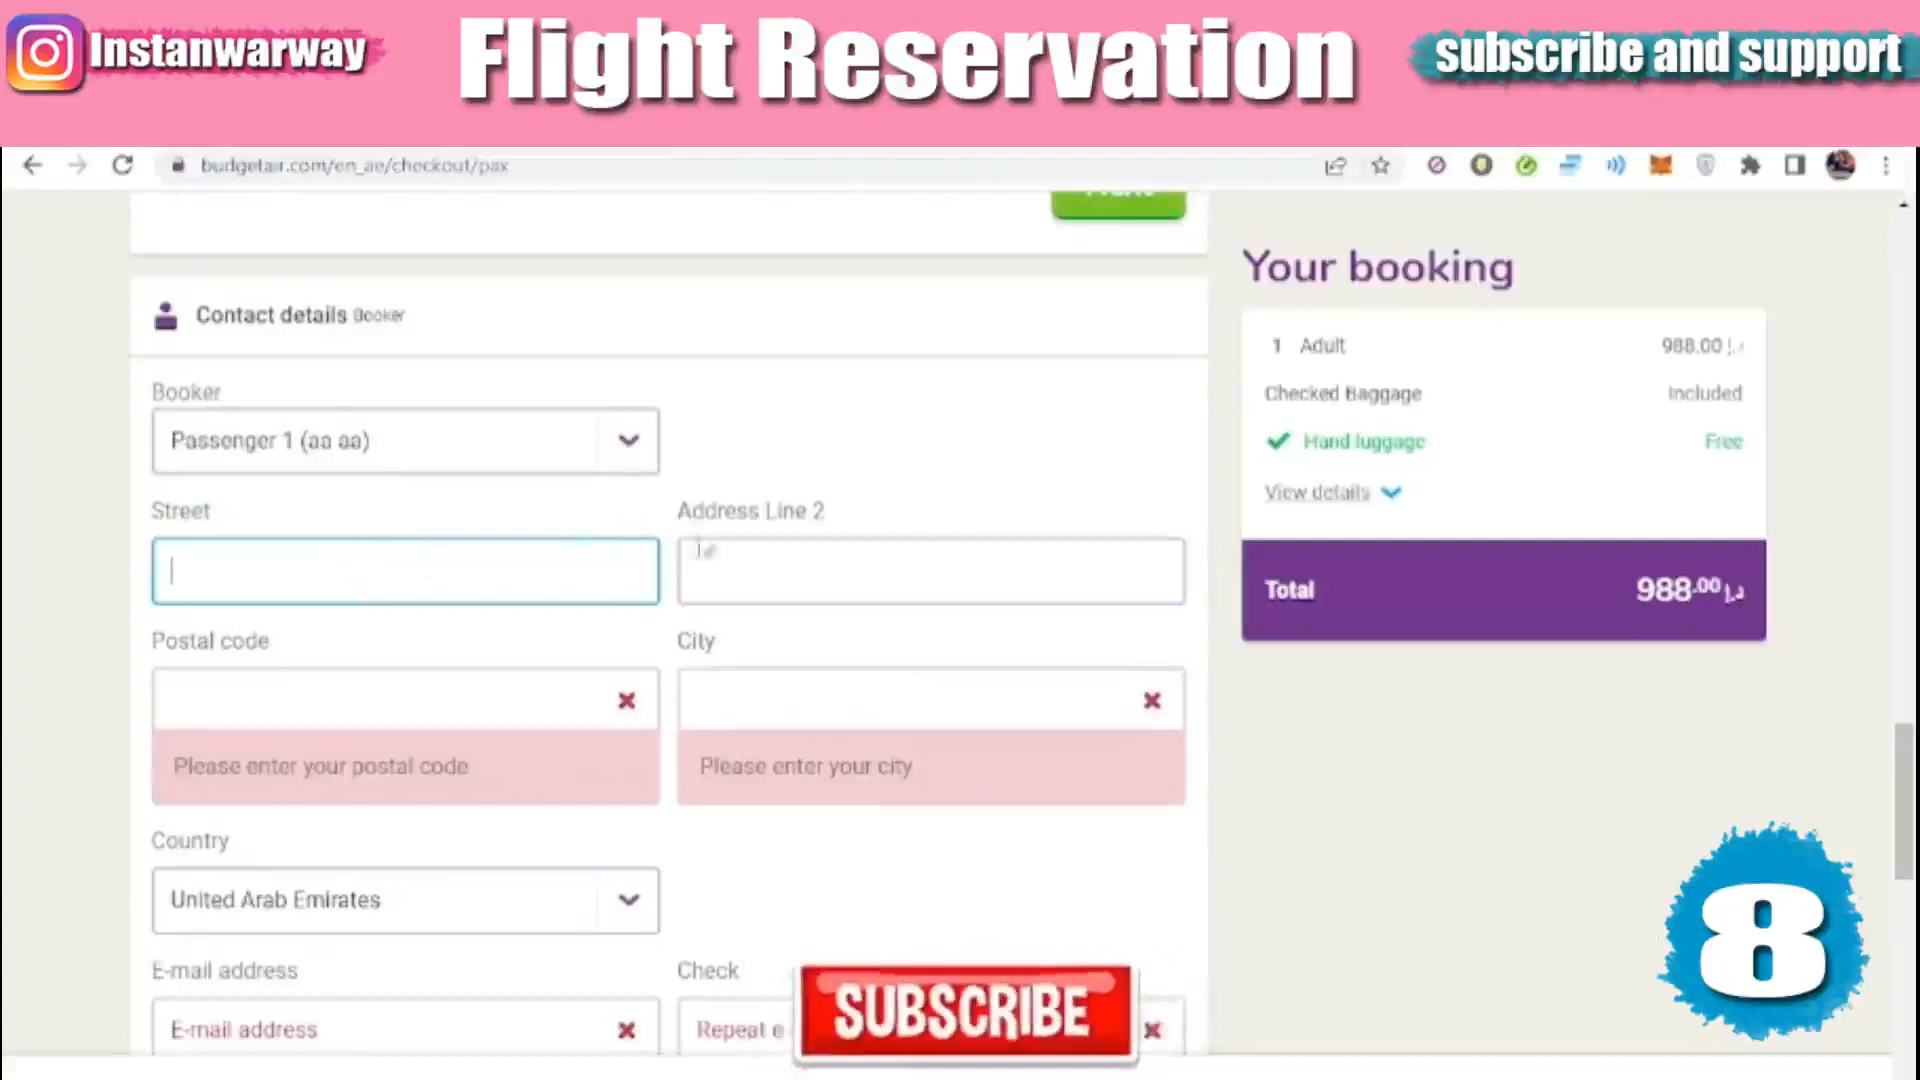 Instanwarway
Flight Reservation
subscribe and support
budgetair.com/en_ae/checkout/pax
Contact details Booker
Booker
Passenger 1 (aa aa)
Street
Address Line 2
Postal code
City
Please enter your postal code
Please enter your city
Country
United Arab Emirates
E-mail address
Check
E-mail address
Repeat e
SUBSCRIBE
Your booking
1 Adult 988.00 د.إ
Checked Baggage Included
Hand luggage Free
View details
Total 988.00 د.إ
8